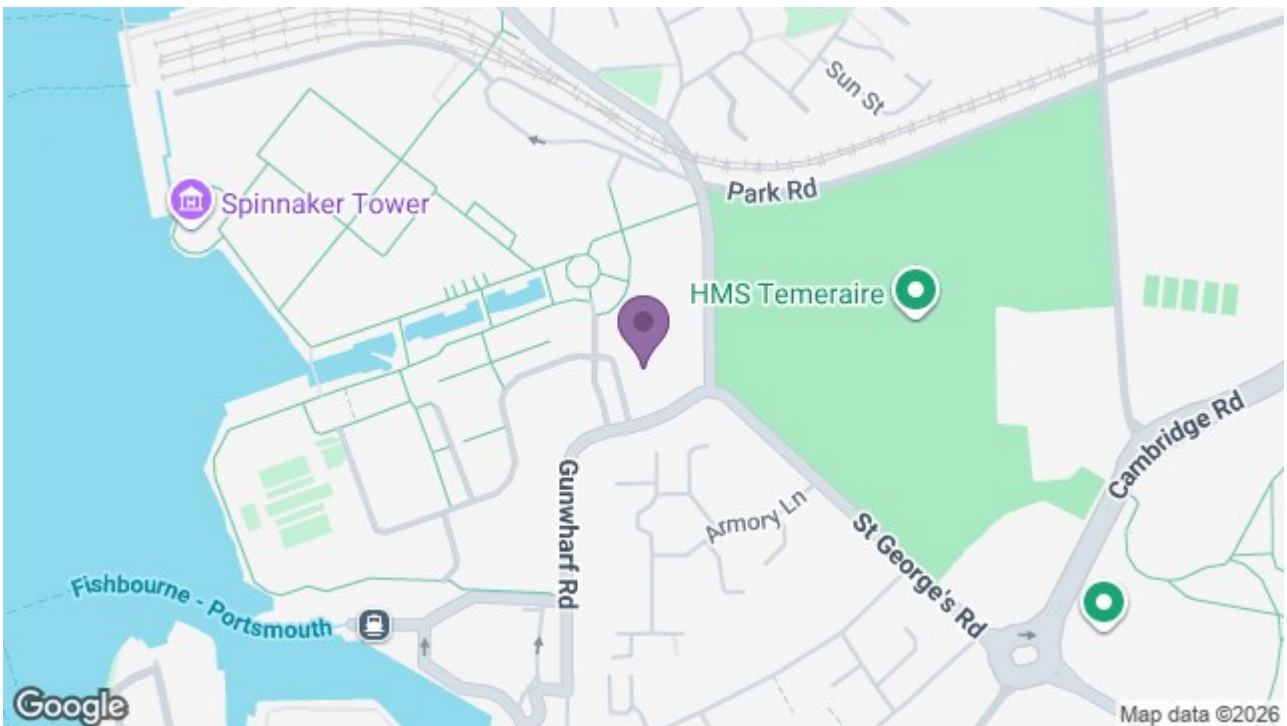 Sun St
Park Rd
Spinnaker Tower
HMS Temeraire
Cambridge Rd
Gunwharf Rd
Armory Ln
St George's Rd
Fishbourne - Portsmouth
Google
Map data ©2026